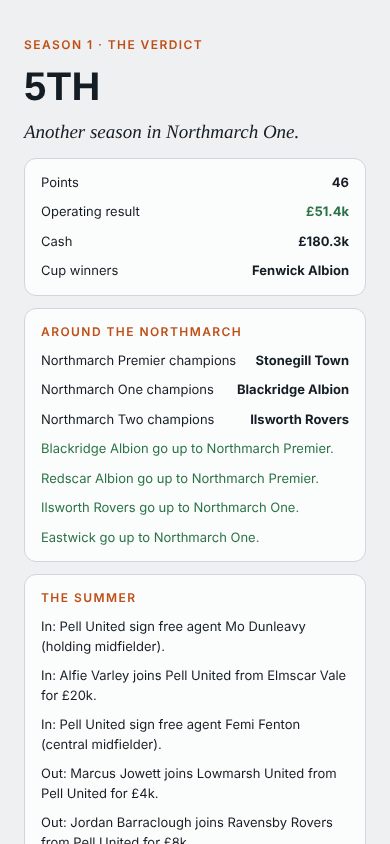 SEASON 1 · THE VERDICT
5TH
Another season in Northmarch One.
Points 46
Operating result £51.4k
Cash £180.3k
Cup winners Fenwick Albion
AROUND THE NORTHMARCH
Northmarch Premier champions Stonegill Town
Northmarch One champions Blackridge Albion
Northmarch Two champions Ilsworth Rovers
Blackridge Albion go up to Northmarch Premier.
Redscar Albion go up to Northmarch Premier.
Ilsworth Rovers go up to Northmarch One.
Eastwick go up to Northmarch One.
THE SUMMER
In: Pell United sign free agent Mo Dunleavy
(holding midfielder).
In: Alfie Varley joins Pell United from Elmscar Vale
for £20k.
In: Pell United sign free agent Femi Fenton
(central midfielder).
Out: Marcus Jowett joins Lowmarsh United from
Pell United for £4k.
Out: Jordan Barraclough joins Ravensby Rovers
from Pell United for £8k.